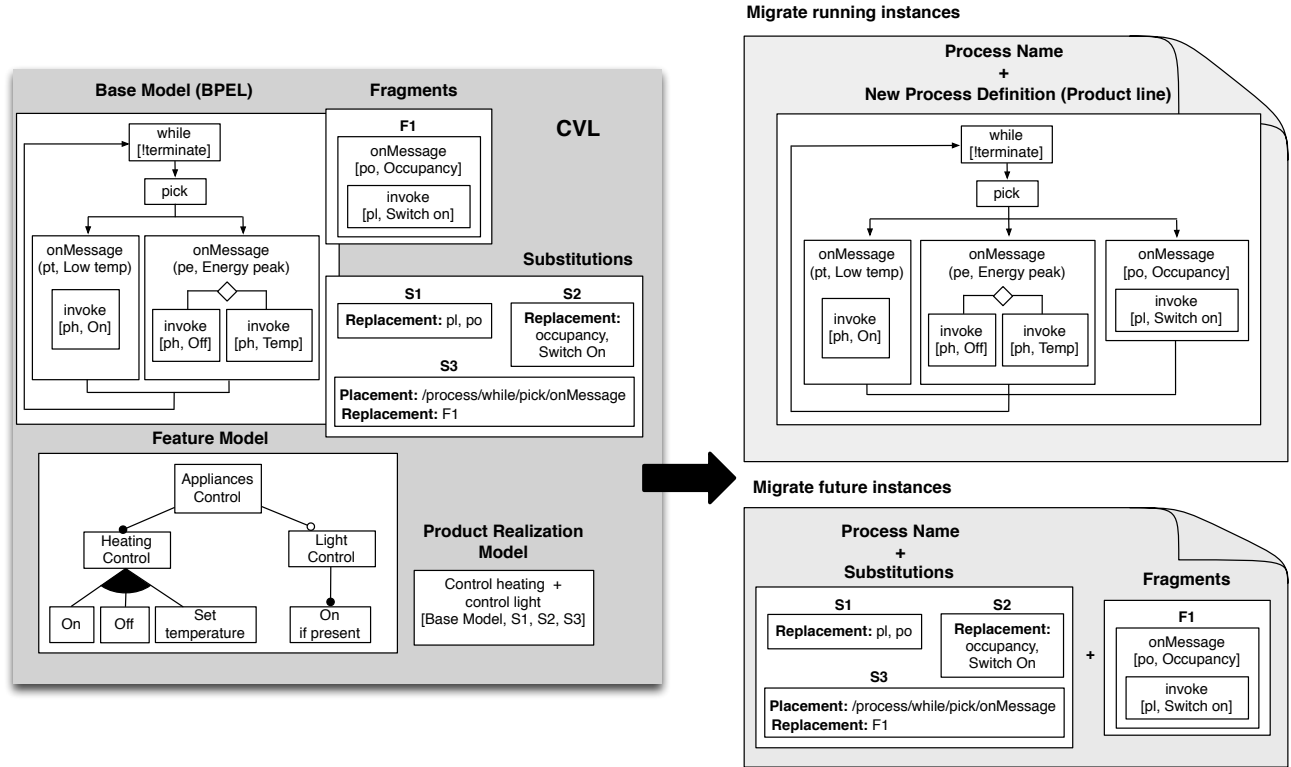 Base Model (BPEL)
while
[!terminate]
pick
onMessage
(pt, Low temp)
invoke
[ph, On]
onMessage
(pe, Energy peak)
invoke
[ph, Off]
invoke
[ph, Temp]
Fragments
F1
onMessage
[po, Occupancy]
invoke
[pl, Switch on]
CVL
Substitutions
S1
Replacement: pl, po
S2
Replacement:
occupancy,
Switch On
S3
Placement: /process/while/pick/onMessage
Replacement: F1
Feature Model
Appliances
Control
Heating
Control
Light
Control
On
Off
Set
temperature
On
if present
Product Realization
Model
Control heating +
control light
[Base Model, S1, S2, S3]
Migrate running instances
Process Name
+
New Process Definition (Product line)
while
[!terminate]
pick
onMessage
(pt, Low temp)
invoke
[ph, On]
onMessage
(pe, Energy peak)
invoke
[ph, Off]
invoke
[ph, Temp]
onMessage
[po, Occupancy]
invoke
[pl, Switch on]
Migrate future instances
Process Name
+
Substitutions
S1
Replacement: pl, po
S2
Replacement:
occupancy,
Switch On
S3
Placement: /process/while/pick/onMessage
Replacement: F1
+
Fragments
F1
onMessage
[po, Occupancy]
invoke
[pl, Switch on]